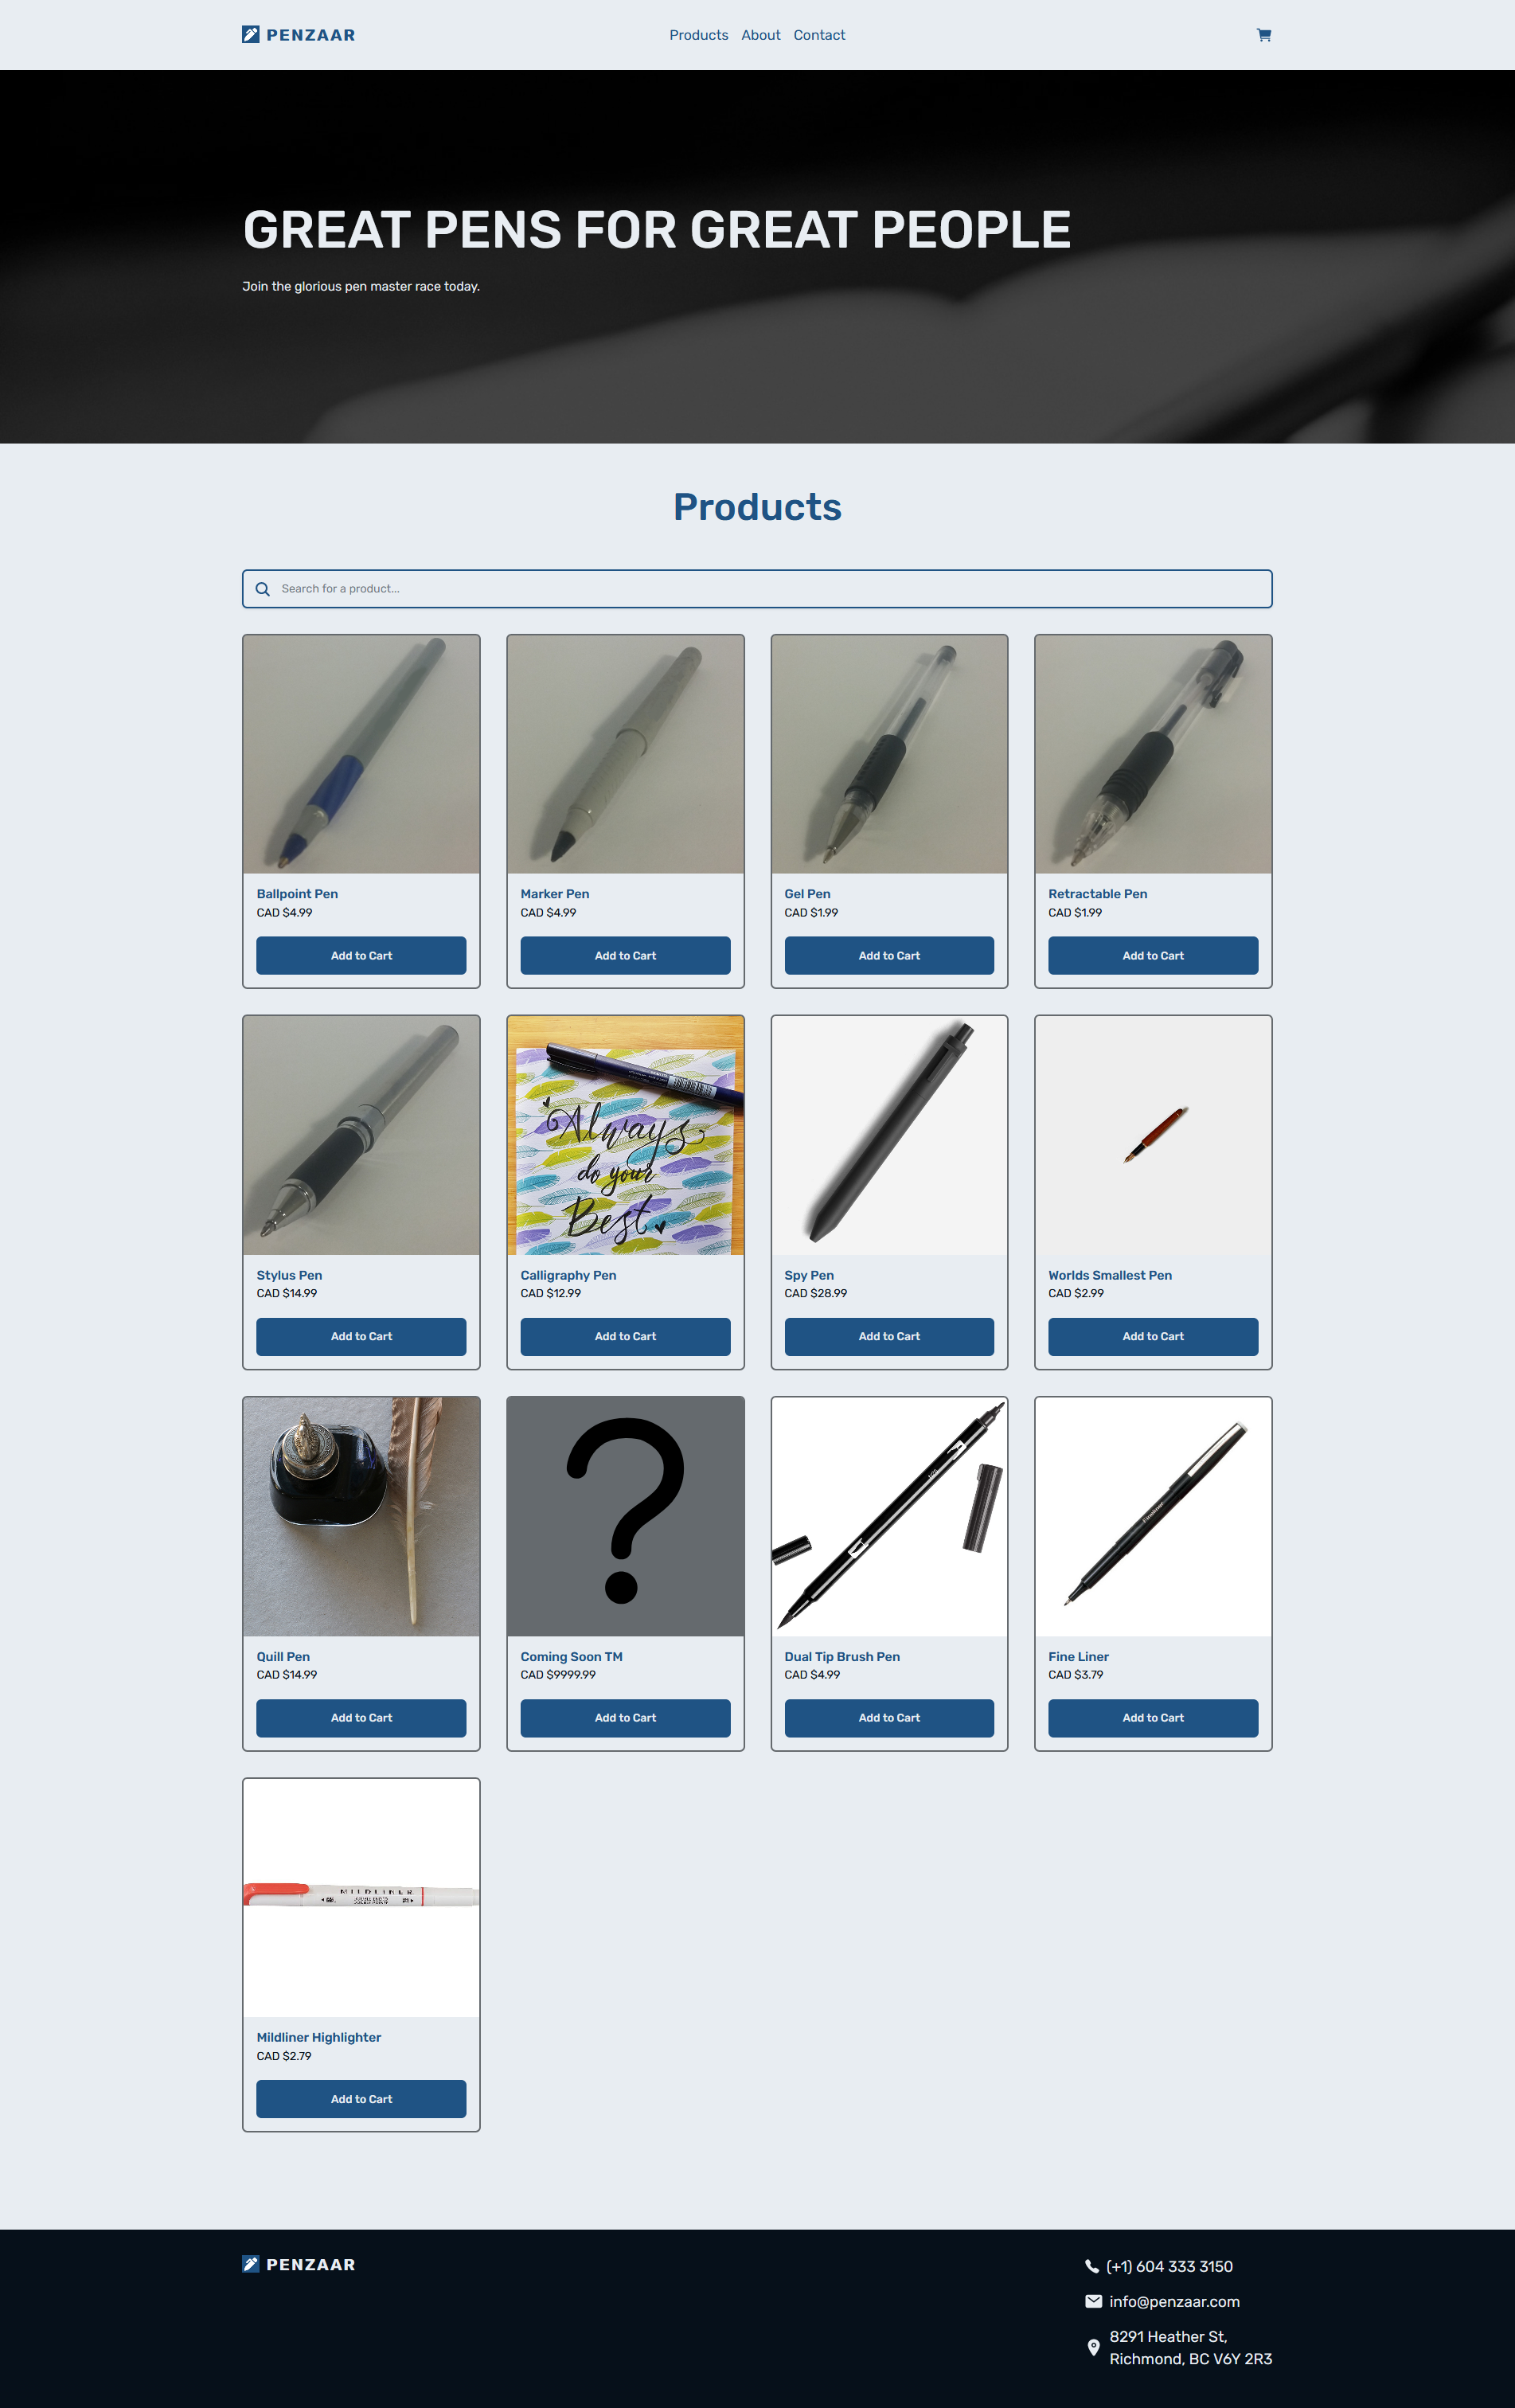 PENZAAR
Products About Contact
GREAT PENS FOR GREAT PEOPLE
Join the glorious pen master race today.
Products
Search for a product...
Ballpoint Pen
CAD $4.99
Add to Cart
Marker Pen
CAD $4.99
Add to Cart
Gel Pen
CAD $1.99
Add to Cart
Retractable Pen
CAD $1.99
Add to Cart
Always
do your
Best
Stylus Pen
CAD $14.99
Add to Cart
Calligraphy Pen
CAD $12.99
Add to Cart
Spy Pen
CAD $28.99
Add to Cart
Worlds Smallest Pen
CAD $2.99
Add to Cart
?
Fineliner
Quill Pen
CAD $14.99
Add to Cart
Coming Soon TM
CAD $9999.99
Add to Cart
Dual Tip Brush Pen
CAD $4.99
Add to Cart
Fine Liner
CAD $3.79
Add to Cart
MILDLINER
Mildliner Highlighter
CAD $2.79
Add to Cart
PENZAAR
(+1) 604 333 3150
info@penzaar.com
8291 Heather St,
Richmond, BC V6Y 2R3